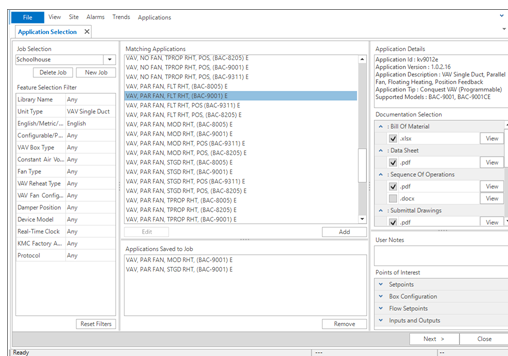 File View Site Alarms Trends Applications
Application Selection X
Job Selection
Schoolhouse
Delete Job New Job
Feature Selection Filter
Library Name Any
Unit Type VAV Single Duct
English/Metric/... English
Configurable/P... Any
VAV Box Type Any
Constant Air Vo... Any
Fan Type Any
VAV Reheat Type Any
VAV Fan Config... Any
Damper Position Any
Device Model Any
Real-Time Clock Any
KMC Factory A... Any
Protocol Any
Reset Filters
Matching Applications
VAV, NO FAN, TPROP RHT, POS, (BAC-8205) E
VAV, NO FAN, TPROP RHT, POS, (BAC-9001) E
VAV, NO FAN, TPROP RHT, POS, (BAC-9311) E
VAV, PAR FAN, FLT RHT, (BAC-8005) E
VAV, PAR FAN, FLT RHT, (BAC-9001) E
VAV, PAR FAN, FLT RHT, POS (BAC-9311) E
VAV, PAR FAN, FLT RHT, POS, (BAC-8205) E
VAV, PAR FAN, MOD RHT, (BAC-8005) E
VAV, PAR FAN, MOD RHT, (BAC-9001) E
VAV, PAR FAN, MOD RHT, POS (BAC-9311) E
VAV, PAR FAN, MOD RHT, POS, (BAC-8205) E
VAV, PAR FAN, STGD RHT, (BAC-8005) E
VAV, PAR FAN, STGD RHT, (BAC-9001) E
VAV, PAR FAN, STGD RHT, POS (BAC-9311) E
VAV, PAR FAN, STGD RHT, POS, (BAC-8205) E
VAV, PAR FAN, TPROP RHT, (BAC-8005) E
VAV, PAR FAN, TPROP RHT, (BAC-8205) E
VAV, PAR FAN, TPROP RHT, (BAC-9001) E
Edit Add
Applications Saved to Job
VAV, PAR FAN, MOD RHT, (BAC-9001) E
VAV, PAR FAN, STGD RHT, (BAC-9001) E
Remove
Application Details
Application Id : kv9012e
Application Version : 1.0.2.16
Application Description : VAV Single Duct, Parallel
Fan, Floating Heating, Position Feedback
Application Tip : Conquest VAV (Programmable)
Supported Models : BAC-9001, BAC-9001CE
Documentation Selection
: Bill Of Material
.xlsx View
: Data Sheet
.pdf View
: Sequence Of Operations
.pdf View
.docx View
: Submittal Drawings
.pdf View
User Notes
Points of Interest
Setpoints
Box Configuration
Flow Setpoints
Inputs and Outputs
Next > Close
Ready --- --